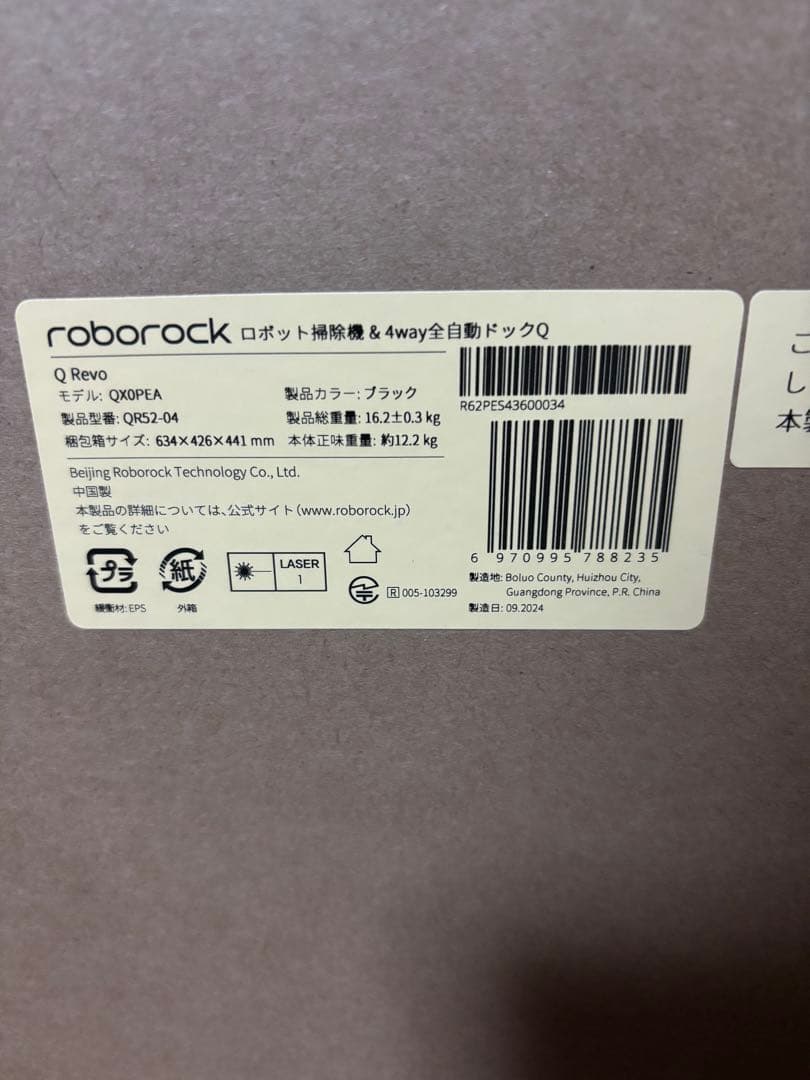 roborock ロボット掃除機 & 4way全自動ドックQ
Q Revo
モデル: QX0PEA
製品カラー: ブラック
製品型番: QR52-04
製品総重量: 16.2±0.3 kg
梱包箱サイズ: 634×426×441 mm
本体正味重量: 約12.2 kg
R62PES43600034
Beijing Roborock Technology Co., Ltd.
中国製
本製品の詳細については、公式サイト(www.roborock.jp)
をご覧ください
6 970995 788235
プラ
緩衝材: EPS
紙
外箱
LASER
1
R 005-103299
製造地: Boluo County, Huizhou City,
Guangdong Province, P.R. China
製造日: 09.2024
こ
し
本製